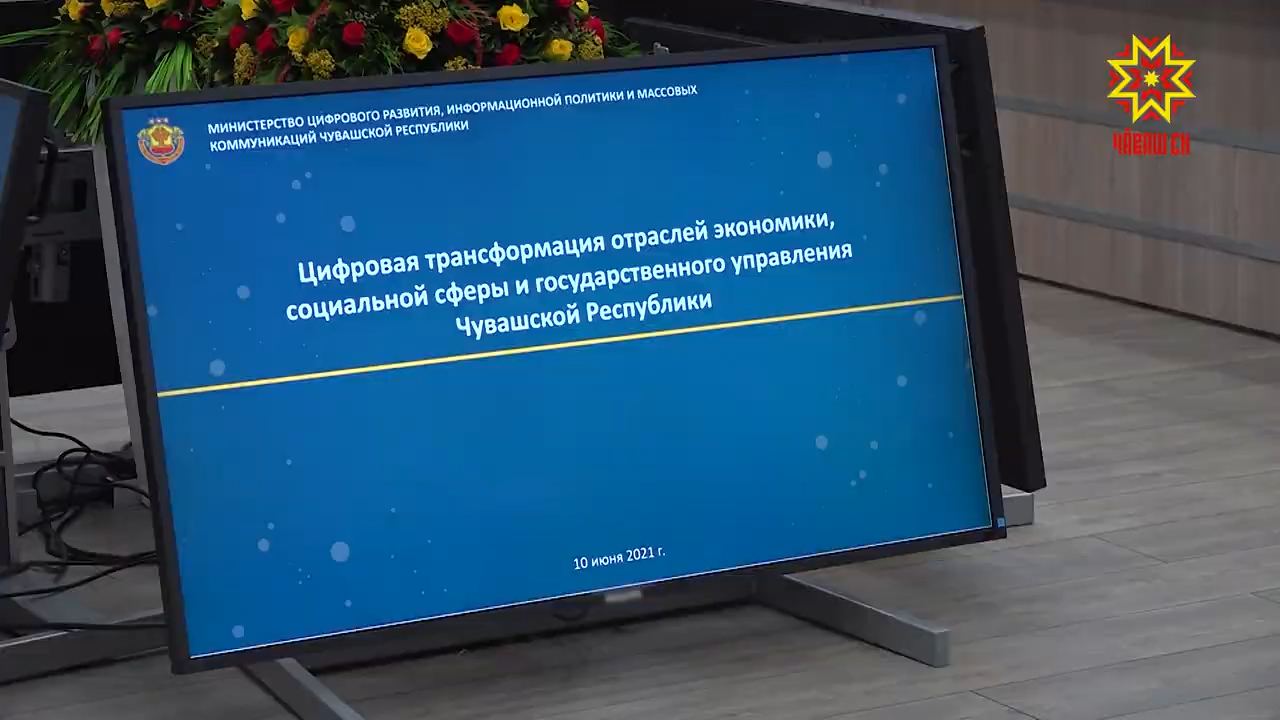 МИНИСТЕРСТВО ЦИФРОВОГО РАЗВИТИЯ, ИНФОРМАЦИОННОЙ ПОЛИТИКИ И МАССОВЫХ
КОММУНИКАЦИЙ ЧУВАШСКОЙ РЕСПУБЛИКИ
Цифровая трансформация отраслей экономики,
социальной сферы и государственного управления
Чувашской Республики
10 июня 2021 г.
ЧӐВАШ ЕН